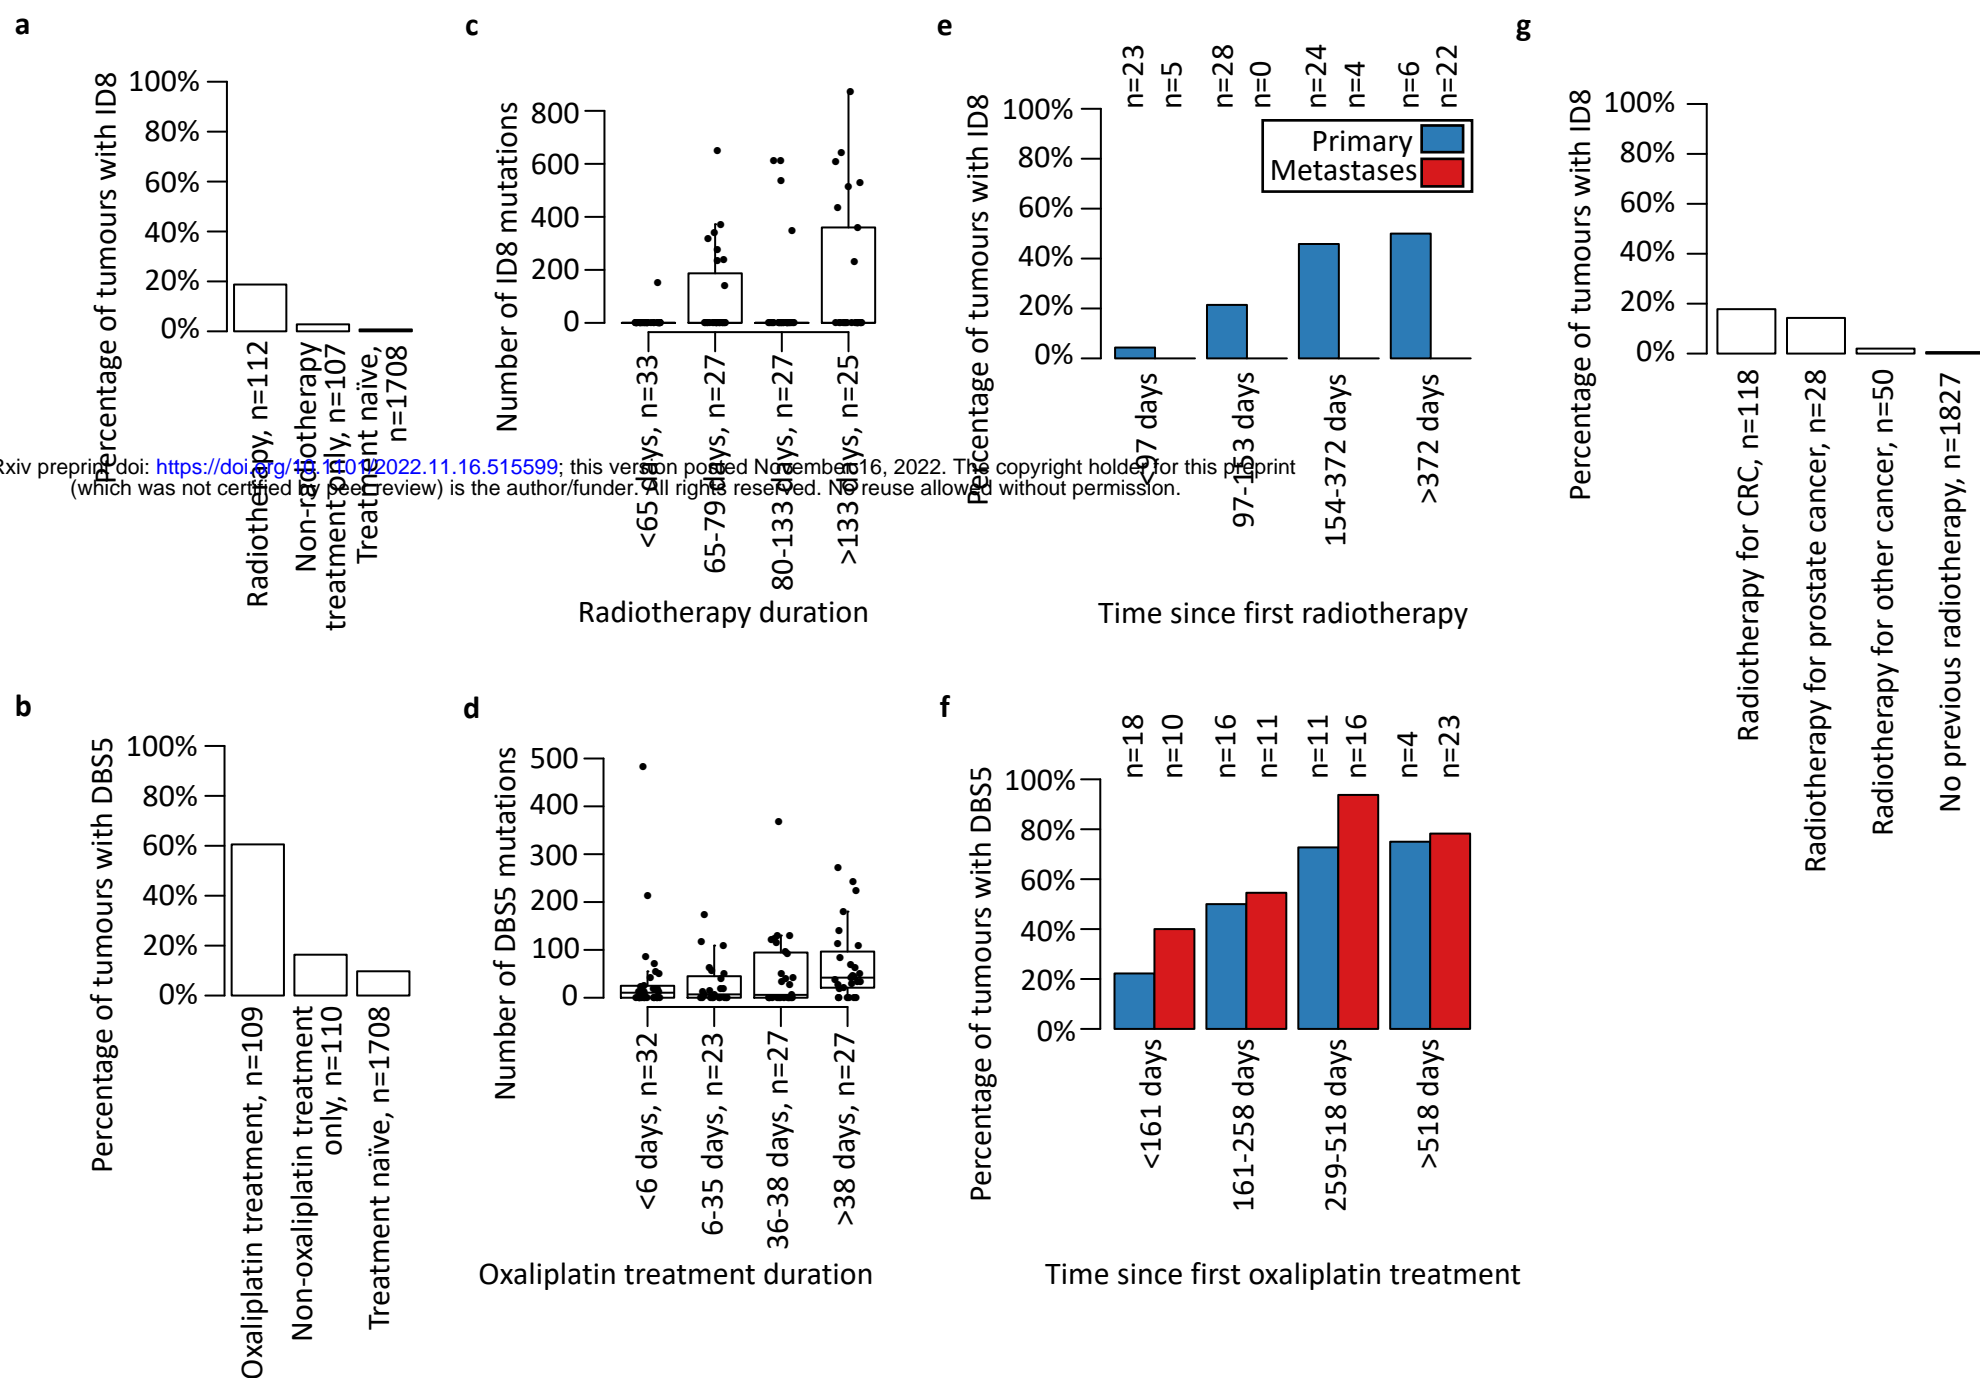 a
Percentage of tumours with ID8
100%
80%
60%
40%
20%
0%
Radiotherapy, n=112
Non-radiotherapy
treatment only, n=107
Treatment naïve,
n=1708
c
Number of ID8 mutations
800
600
400
200
0
<65 days, n=33
65-79 days, n=27
80-133 days, n=27
>133 days, n=25
Radiotherapy duration
e
Percentage of tumours with ID8
100%
80%
60%
40%
20%
0%
n=23
n=5
n=28
n=0
n=24
n=4
n=6
n=22
Primary
Metastases
<97 days
97-153 days
154-372 days
>372 days
Time since first radiotherapy
g
Percentage of tumours with ID8
100%
80%
60%
40%
20%
0%
Radiotherapy for CRC, n=118
Radiotherapy for prostate cancer, n=28
Radiotherapy for other cancer, n=50
No previous radiotherapy, n=1827
Rxiv preprint doi: https://doi.org/10.1101/2022.11.16.515599; this version posted November 16, 2022. The copyright holder for this preprint
(which was not certified by peer review) is the author/funder. All rights reserved. No reuse allowed without permission.
b
Percentage of tumours with DBS5
100%
80%
60%
40%
20%
0%
Oxaliplatin treatment, n=109
Non-oxaliplatin treatment
only, n=110
Treatment naïve, n=1708
d
Number of DBS5 mutations
500
400
300
200
100
0
<6 days, n=32
6-35 days, n=23
36-38 days, n=27
>38 days, n=27
Oxaliplatin treatment duration
f
Percentage of tumours with DBS5
100%
80%
60%
40%
20%
0%
n=18
n=10
n=16
n=11
n=11
n=16
n=4
n=23
<161 days
161-258 days
259-518 days
>518 days
Time since first oxaliplatin treatment